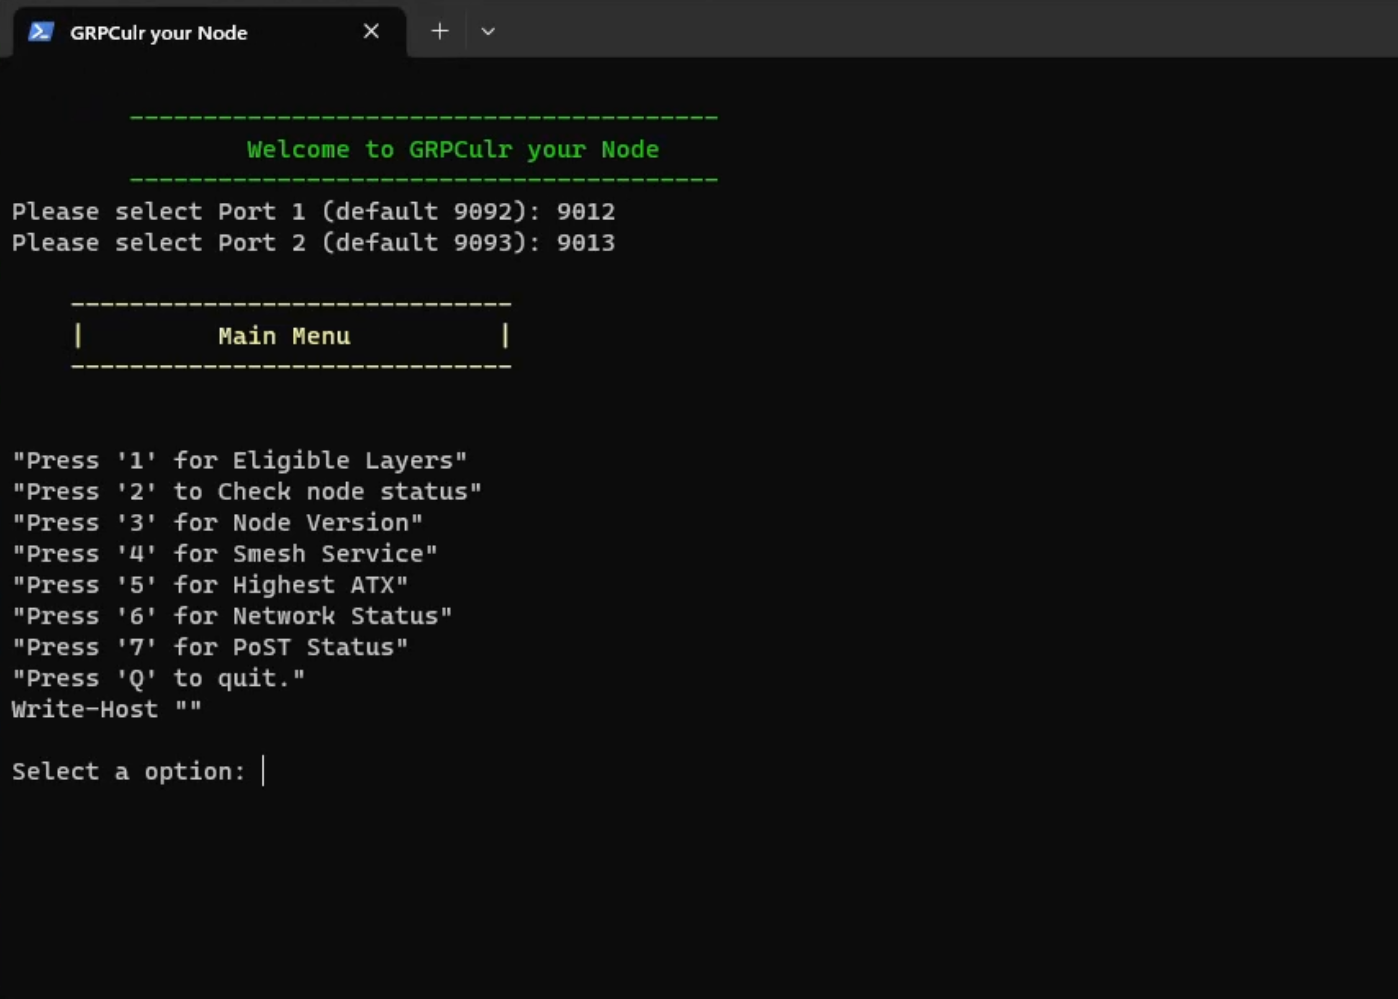 GRPCulr your Node
----------------------------------------
Welcome to GRPCulr your Node
----------------------------------------
Please select Port 1 (default 9092): 9012
Please select Port 2 (default 9093): 9013
------------------------------
| Main Menu |
------------------------------
"Press '1' for Eligible Layers"
"Press '2' to Check node status"
"Press '3' for Node Version"
"Press '4' for Smesh Service"
"Press '5' for Highest ATX"
"Press '6' for Network Status"
"Press '7' for PoST Status"
"Press 'Q' to quit."
Write-Host ""
Select a option: